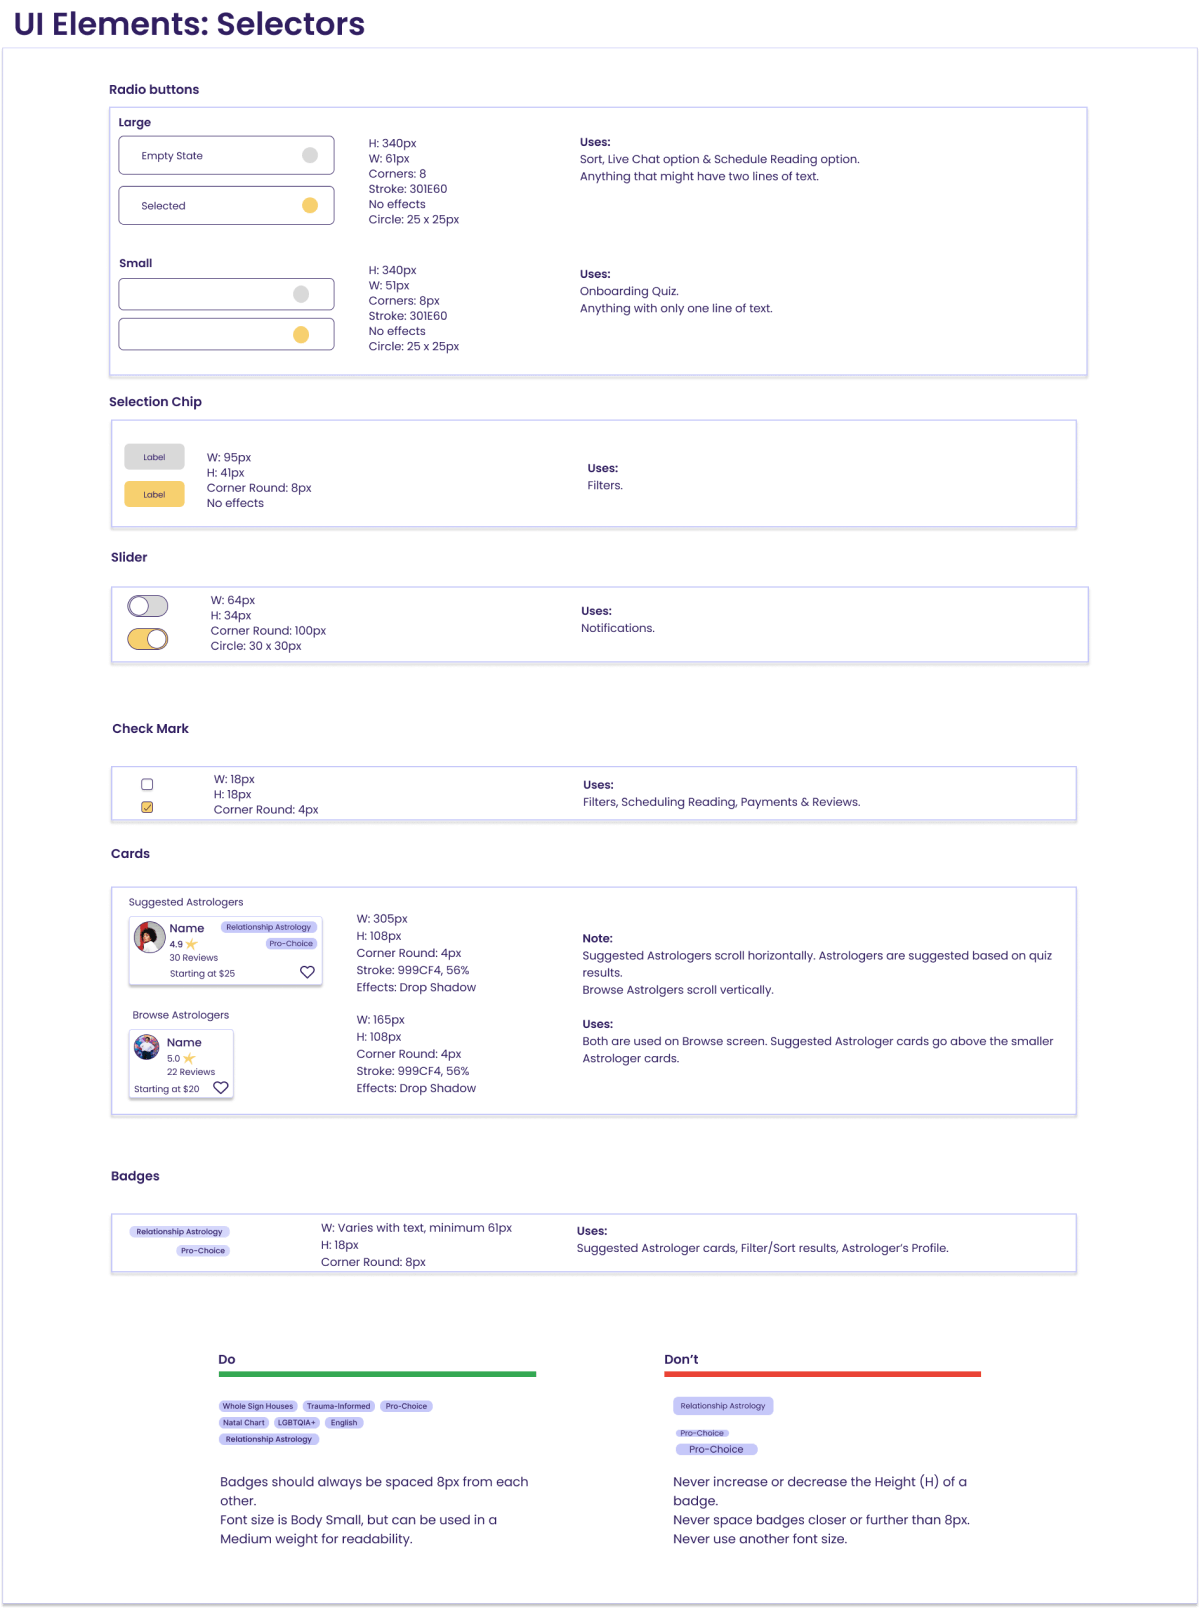 UI Elements: Selectors
Radio buttons
Large
Empty State
Selected
H: 340px
W: 61px
Corners: 8
Stroke: 301E60
No effects
Circle: 25 x 25px
Uses:
Sort, Live Chat option & Schedule Reading option.
Anything that might have two lines of text.
Small
H: 340px
W: 51px
Corners: 8px
Stroke: 301E60
No effects
Circle: 25 x 25px
Uses:
Onboarding Quiz.
Anything with only one line of text.
Selection Chip
Label
Label
W: 95px
H: 41px
Corner Round: 8px
No effects
Uses:
Filters.
Slider
W: 64px
H: 34px
Corner Round: 100px
Circle: 30 x 30px
Uses:
Notifications.
Check Mark
W: 18px
H: 18px
Corner Round: 4px
Uses:
Filters, Scheduling Reading, Payments & Reviews.
Cards
Suggested Astrologers
Name
4.9
30 Reviews
Starting at $25
Relationship Astrology
Pro-Choice
W: 305px
H: 108px
Corner Round: 4px
Stroke: 999CF4, 56%
Effects: Drop Shadow
Browse Astrologers
Name
5.0
22 Reviews
Starting at $20
W: 165px
H: 108px
Corner Round: 4px
Stroke: 999CF4, 56%
Effects: Drop Shadow
Note:
Suggested Astrologers scroll horizontally. Astrologers are suggested based on quiz
results.
Browse Astrolgers scroll vertically.
Uses:
Both are used on Browse screen. Suggested Astrologer cards go above the smaller
Astrologer cards.
Badges
Relationship Astrology
Pro-Choice
W: Varies with text, minimum 61px
H: 18px
Corner Round: 8px
Uses:
Suggested Astrologer cards, Filter/Sort results, Astrologer's Profile.
Do
Whole Sign Houses Trauma-Informed Pro-Choice
Natal Chart LGBTQIA+ English
Relationship Astrology
Badges should always be spaced 8px from each
other.
Font size is Body Small, but can be used in a
Medium weight for readability.
Don't
Relationship Astrology
Pro-Choice
Pro-Choice
Never increase or decrease the Height (H) of a
badge.
Never space badges closer or further than 8px.
Never use another font size.